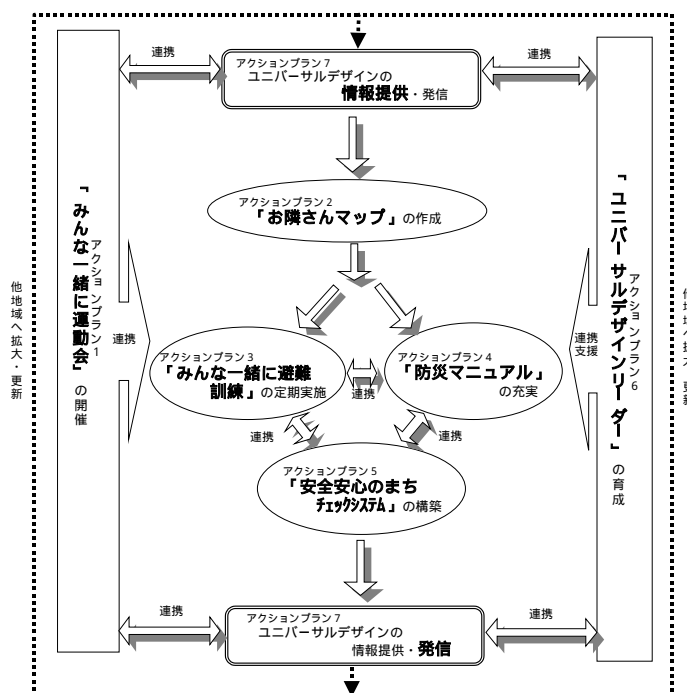 連携
アクションプラン７
ユニバーサルデザインの
情報提供・発信
連携
アクションプラン２
「お隣さんマップ」の作成
他地域へ拡大・更新
アクションプラン１
「みんな一緒に運動会」の開催
連携
アクションプラン３
「みんな一緒に避難
訓練」の定期実施
連携
アクションプラン４
「防災マニュアル」
の充実
連携
支援
アクションプラン６
「ユニバーサルデザインリーダー」の育成
連携
連携
アクションプラン５
「安全安心のまち
ﾁｪｯｸｼｽﾃﾑ」の構築
連携
アクションプラン７
ユニバーサルデザインの
情報提供・発信
連携